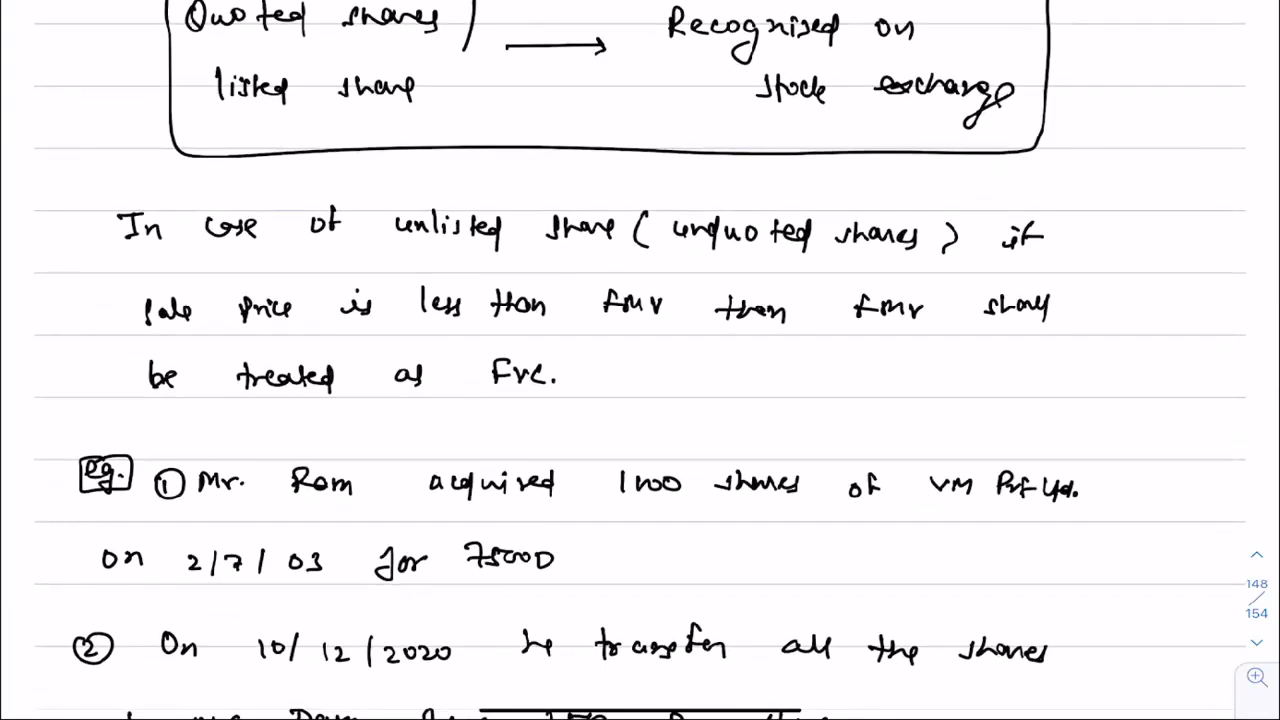 Quoted shares/ → Recognised on
listed share stock exchange
In case of unlisted share (unquoted shares) if
sale price is less than FMV then FMV shall
be treated as FVC.
eg. ① Mr. Ram acquired 1000 shares of VM Pvt Ltd.
on 2/7/03 for 75000
② On 10/12/2020 he transfer all the shares
148
154